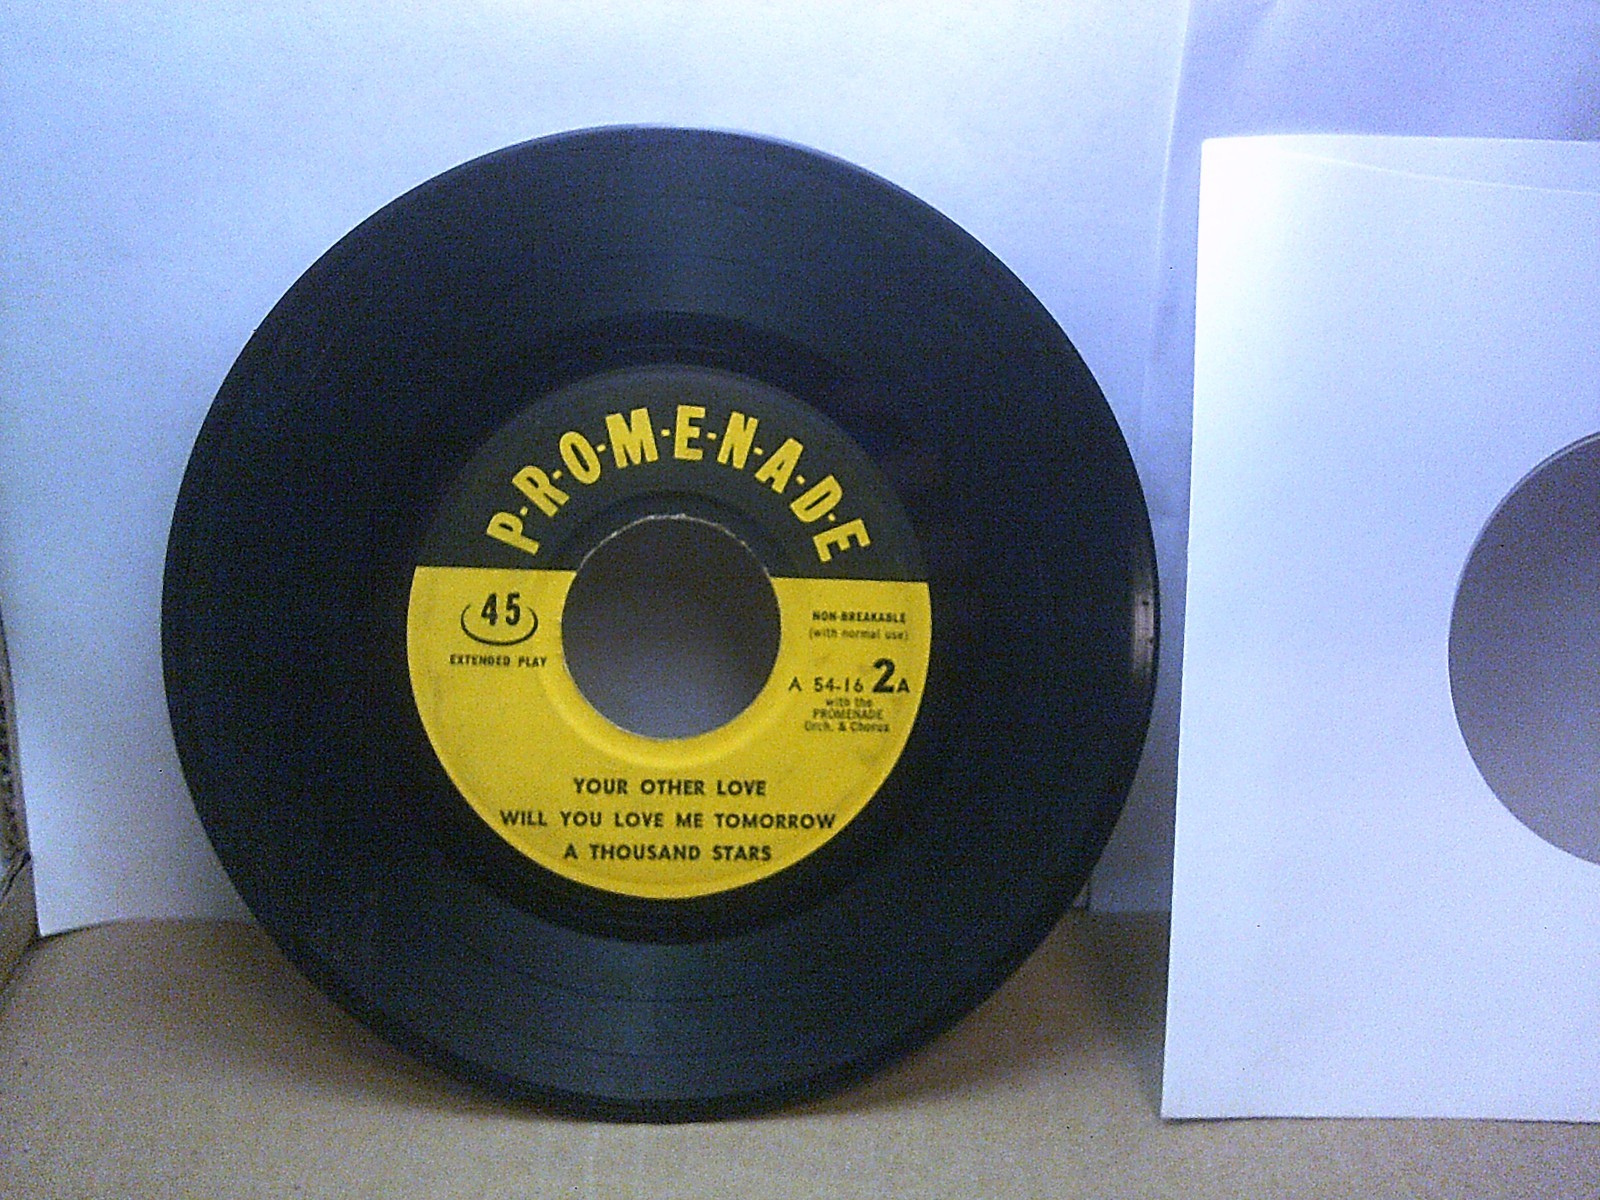 P-R-O-M-E-N-A-D-E
45
EXTENDED PLAY
NON-BREAKABLE
(with normal use)
A 54-16 2A
with the
PROMENADE
Orch. & Chorus
YOUR OTHER LOVE
WILL YOU LOVE ME TOMORROW
A THOUSAND STARS